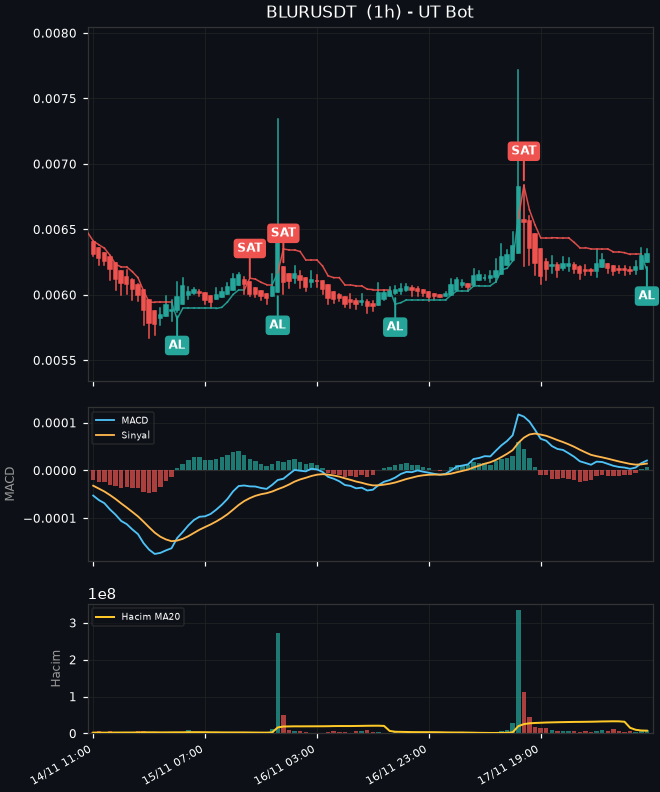 BLURUSDT (1h) - UT Bot
0.0080
0.0075
0.0070
0.0065
0.0060
0.0055
SAT
SAT
SAT
AL
AL
AL
AL
MACD
0.0001
0.0000
−0.0001
MACD
Sinyal
1e8
Hacim
3
2
1
0
Hacim MA20
14/11 11:00
15/11 07:00
16/11 03:00
16/11 23:00
17/11 19:00